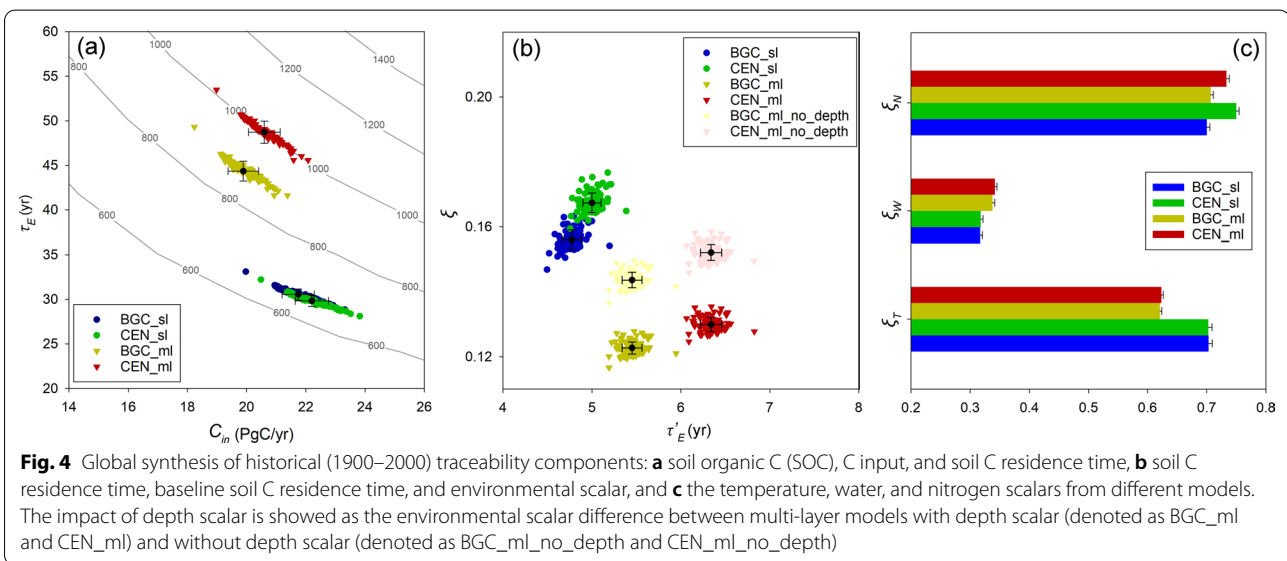 (a)
60
55
50
45
40
35
30
25
20
τE (yr)
800
1000
1200
1400
1000
1200
800
1000
600
800
1000
800
600
800
600
600
BGC_sl
CEN_sl
BGC_ml
CEN_ml
14 16 18 20 22 24 26
Cin (PgC/yr)
(b)
0.20
0.16
0.12
ξ
BGC_sl
CEN_sl
BGC_ml
CEN_ml
BGC_ml_no_depth
CEN_ml_no_depth
4 5 6 7 8
τ'E (yr)
(c)
ξN
ξW
ξT
BGC_sl
CEN_sl
BGC_ml
CEN_ml
0.2 0.3 0.4 0.5 0.6 0.7 0.8
Fig. 4 Global synthesis of historical (1900–2000) traceability components: a soil organic C (SOC), C input, and soil C residence time, b soil C
residence time, baseline soil C residence time, and environmental scalar, and c the temperature, water, and nitrogen scalars from different models.
The impact of depth scalar is showed as the environmental scalar difference between multi-layer models with depth scalar (denoted as BGC_ml
and CEN_ml) and without depth scalar (denoted as BGC_ml_no_depth and CEN_ml_no_depth)